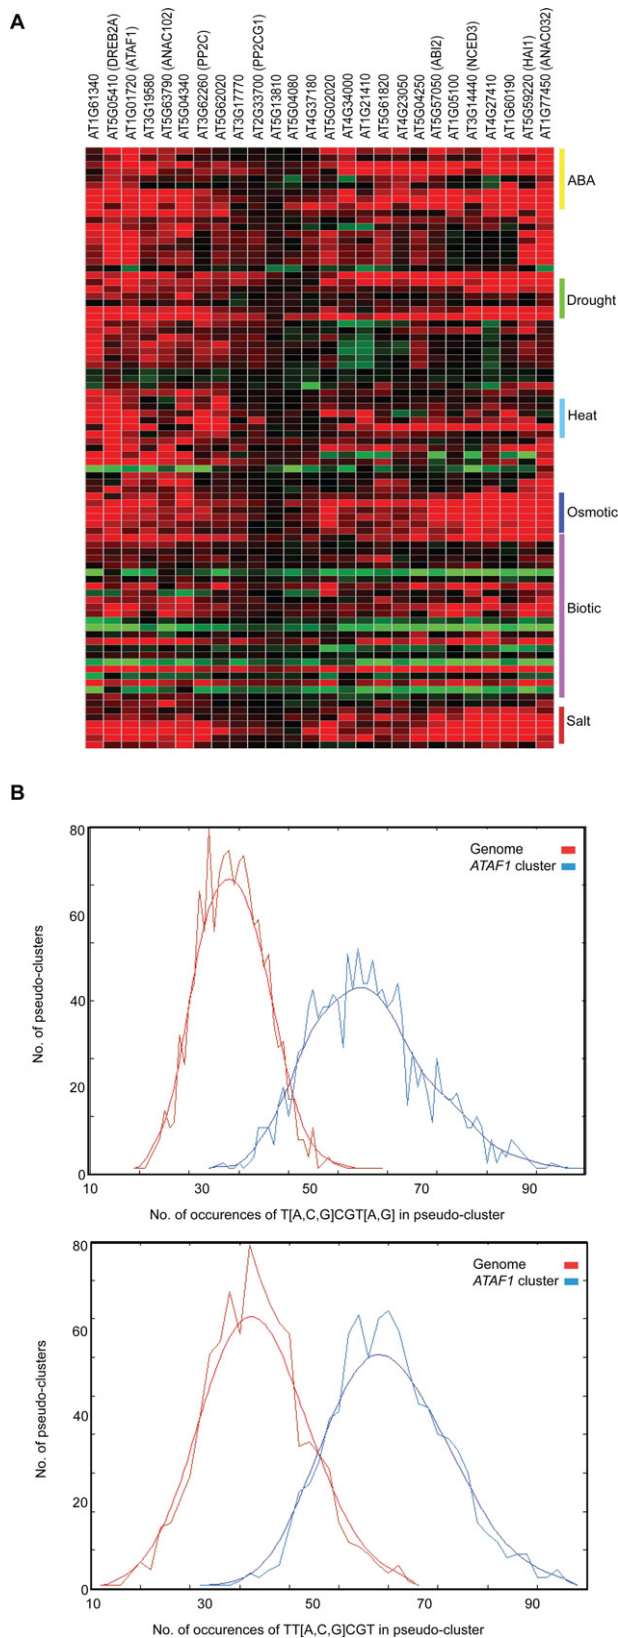 A
AT1G61340
AT5G05410 (DREB2A)
AT1G01720 (ATAF1)
AT3G19580
AT5G63790 (ANAC102)
AT5G04340
AT3G62260 (PP2C)
AT5G62020
AT3G17770
AT2G33700 (PP2CG1)
AT5G13810
AT5G04080
AT4G37180
AT5G02020
AT4G34000
AT1G21410
AT5G61820
AT4G23050
AT5G04250
AT5G57050 (ABI2)
AT1G05100
AT3G14440 (NCED3)
AT4G27410
AT1G60190
AT5G59220 (HAI1)
AT1G77450 (ANAC032)
ABA
Drought
Heat
Osmotic
Biotic
Salt
B
80
60
40
20
0
No. of pseudo-clusters
Genome
ATAF1 cluster
10 30 50 70 90
No. of occurences of T[A,C,G]CGT[A,G] in pseudo-cluster
80
60
40
20
0
No. of pseudo-clusters
Genome
ATAF1 cluster
10 30 50 70 90
No. of occurences of TT[A,C,G]CGT in pseudo-cluster